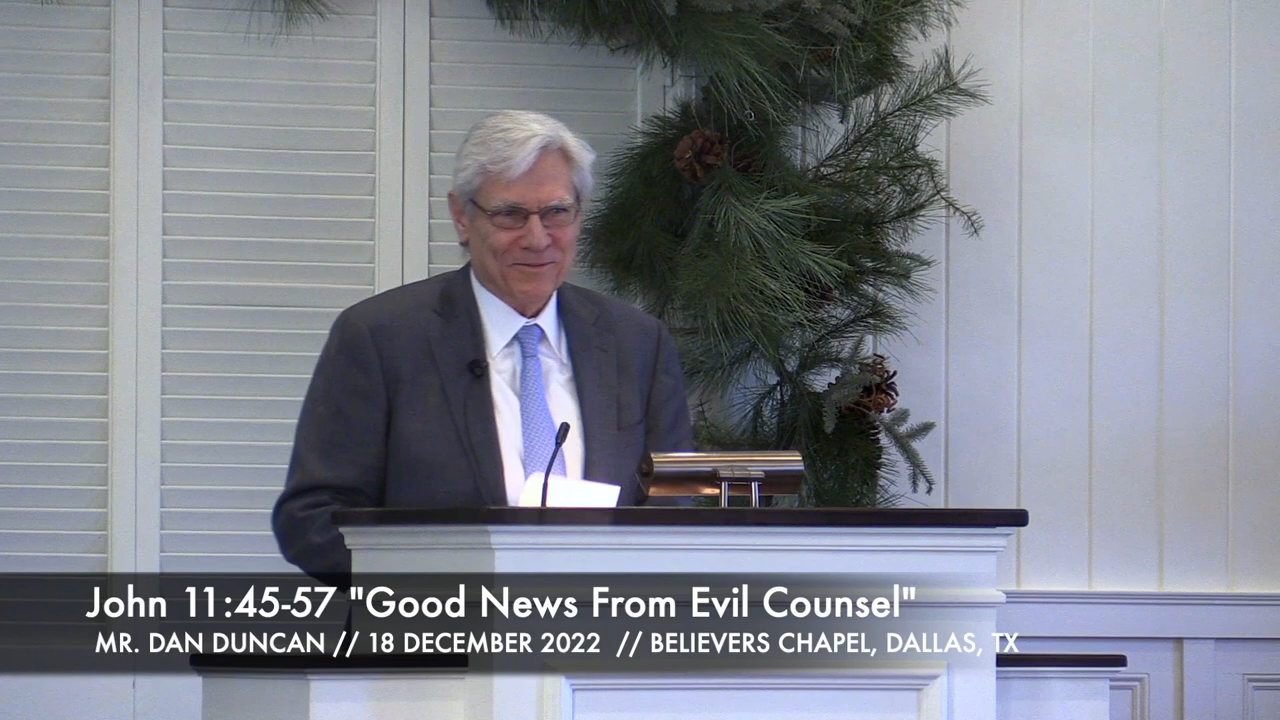 John 11:45-57 "Good News From Evil Counsel"
MR. DAN DUNCAN // 18 DECEMBER 2022 // BELIEVERS CHAPEL, DALLAS, TX